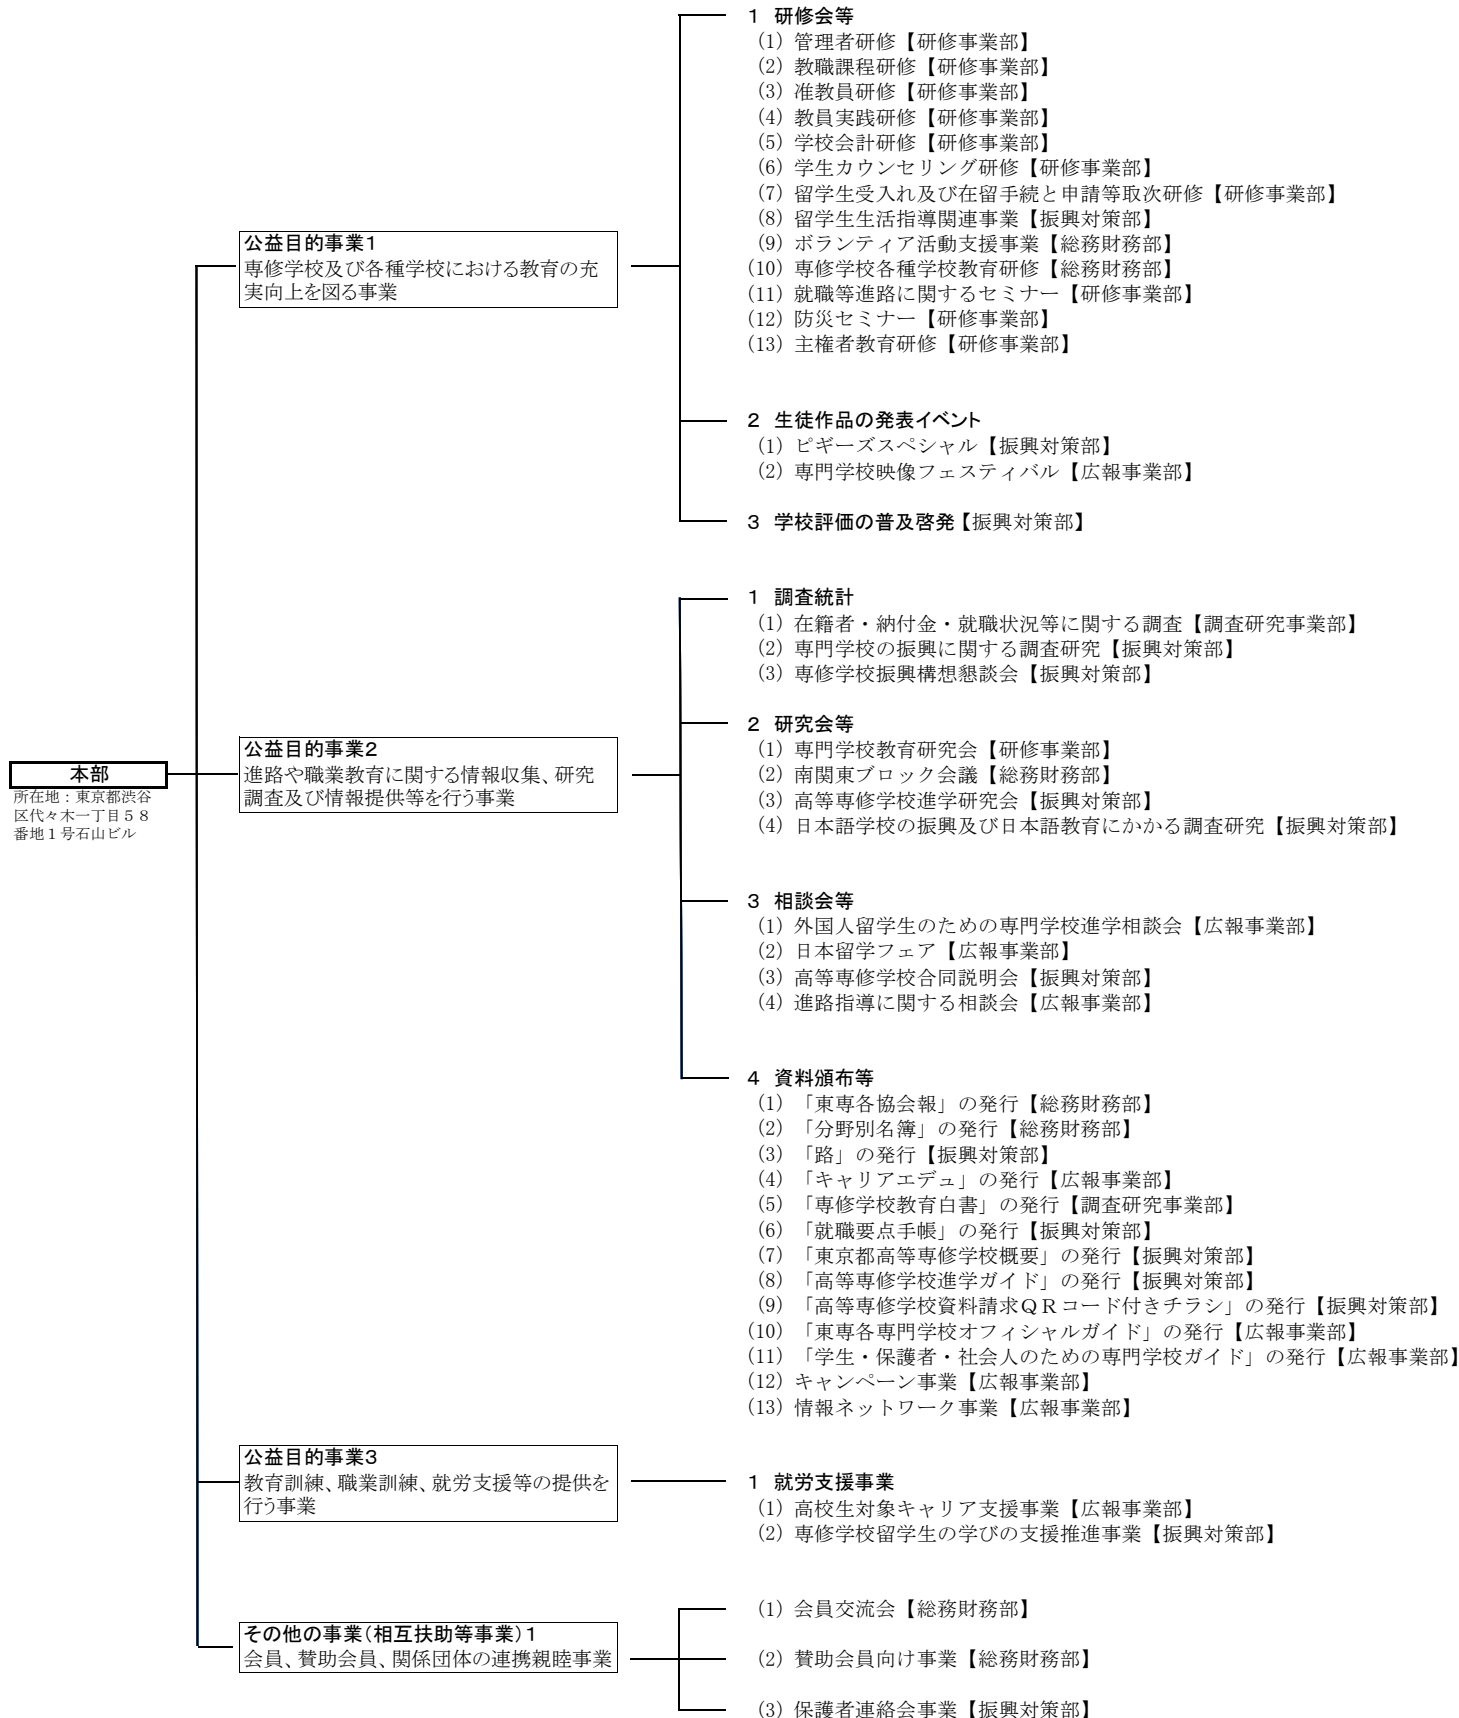 本部
所在地：東京都渋谷
区代々木一丁目５８
番地１号石山ビル
公益目的事業1
専修学校及び各種学校における教育の充
実向上を図る事業
1 研修会等
(1) 管理者研修【研修事業部】
(2) 教職課程研修【研修事業部】
(3) 准教員研修【研修事業部】
(4) 教員実践研修【研修事業部】
(5) 学校会計研修【研修事業部】
(6) 学生カウンセリング研修【研修事業部】
(7) 留学生受入れ及び在留手続と申請等取次研修【研修事業部】
(8) 留学生生活指導関連事業【振興対策部】
(9) ボランティア活動支援事業【総務財務部】
(10) 専修学校各種学校教育研修【総務財務部】
(11) 就職等進路に関するセミナー【研修事業部】
(12) 防災セミナー【研修事業部】
(13) 主権者教育研修【研修事業部】
2 生徒作品の発表イベント
(1) ピギーズスペシャル【振興対策部】
(2) 専門学校映像フェスティバル【広報事業部】
3 学校評価の普及啓発【振興対策部】
公益目的事業2
進路や職業教育に関する情報収集、研究
調査及び情報提供等を行う事業
1 調査統計
(1) 在籍者・納付金・就職状況等に関する調査【調査研究事業部】
(2) 専門学校の振興に関する調査研究【振興対策部】
(3) 専修学校振興構想懇談会【振興対策部】
2 研究会等
(1) 専門学校教育研究会【研修事業部】
(2) 南関東ブロック会議【総務財務部】
(3) 高等専修学校進学研究会【振興対策部】
(4) 日本語学校の振興及び日本語教育にかかる調査研究【振興対策部】
3 相談会等
(1) 外国人留学生のための専門学校進学相談会【広報事業部】
(2) 日本留学フェア【広報事業部】
(3) 高等専修学校合同説明会【振興対策部】
(4) 進路指導に関する相談会【広報事業部】
4 資料頒布等
(1) 「東専各協会報」の発行【総務財務部】
(2) 「分野別名簿」の発行【総務財務部】
(3) 「路」の発行【振興対策部】
(4) 「キャリアエデュ」の発行【広報事業部】
(5) 「専修学校教育白書」の発行【調査研究事業部】
(6) 「就職要点手帳」の発行【振興対策部】
(7) 「東京都高等専修学校概要」の発行【振興対策部】
(8) 「高等専修学校進学ガイド」の発行【振興対策部】
(9) 「高等専修学校資料請求ＱＲコード付きチラシ」の発行【振興対策部】
(10) 「東専各専門学校オフィシャルガイド」の発行【広報事業部】
(11) 「学生・保護者・社会人のための専門学校ガイド」の発行【広報事業部】
(12) キャンペーン事業【広報事業部】
(13) 情報ネットワーク事業【広報事業部】
公益目的事業3
教育訓練、職業訓練、就労支援等の提供を
行う事業
1 就労支援事業
(1) 高校生対象キャリア支援事業【広報事業部】
(2) 専修学校留学生の学びの支援推進事業【振興対策部】
その他の事業（相互扶助等事業）1
会員、賛助会員、関係団体の連携親睦事業
(1) 会員交流会【総務財務部】
(2) 賛助会員向け事業【総務財務部】
(3) 保護者連絡会事業【振興対策部】